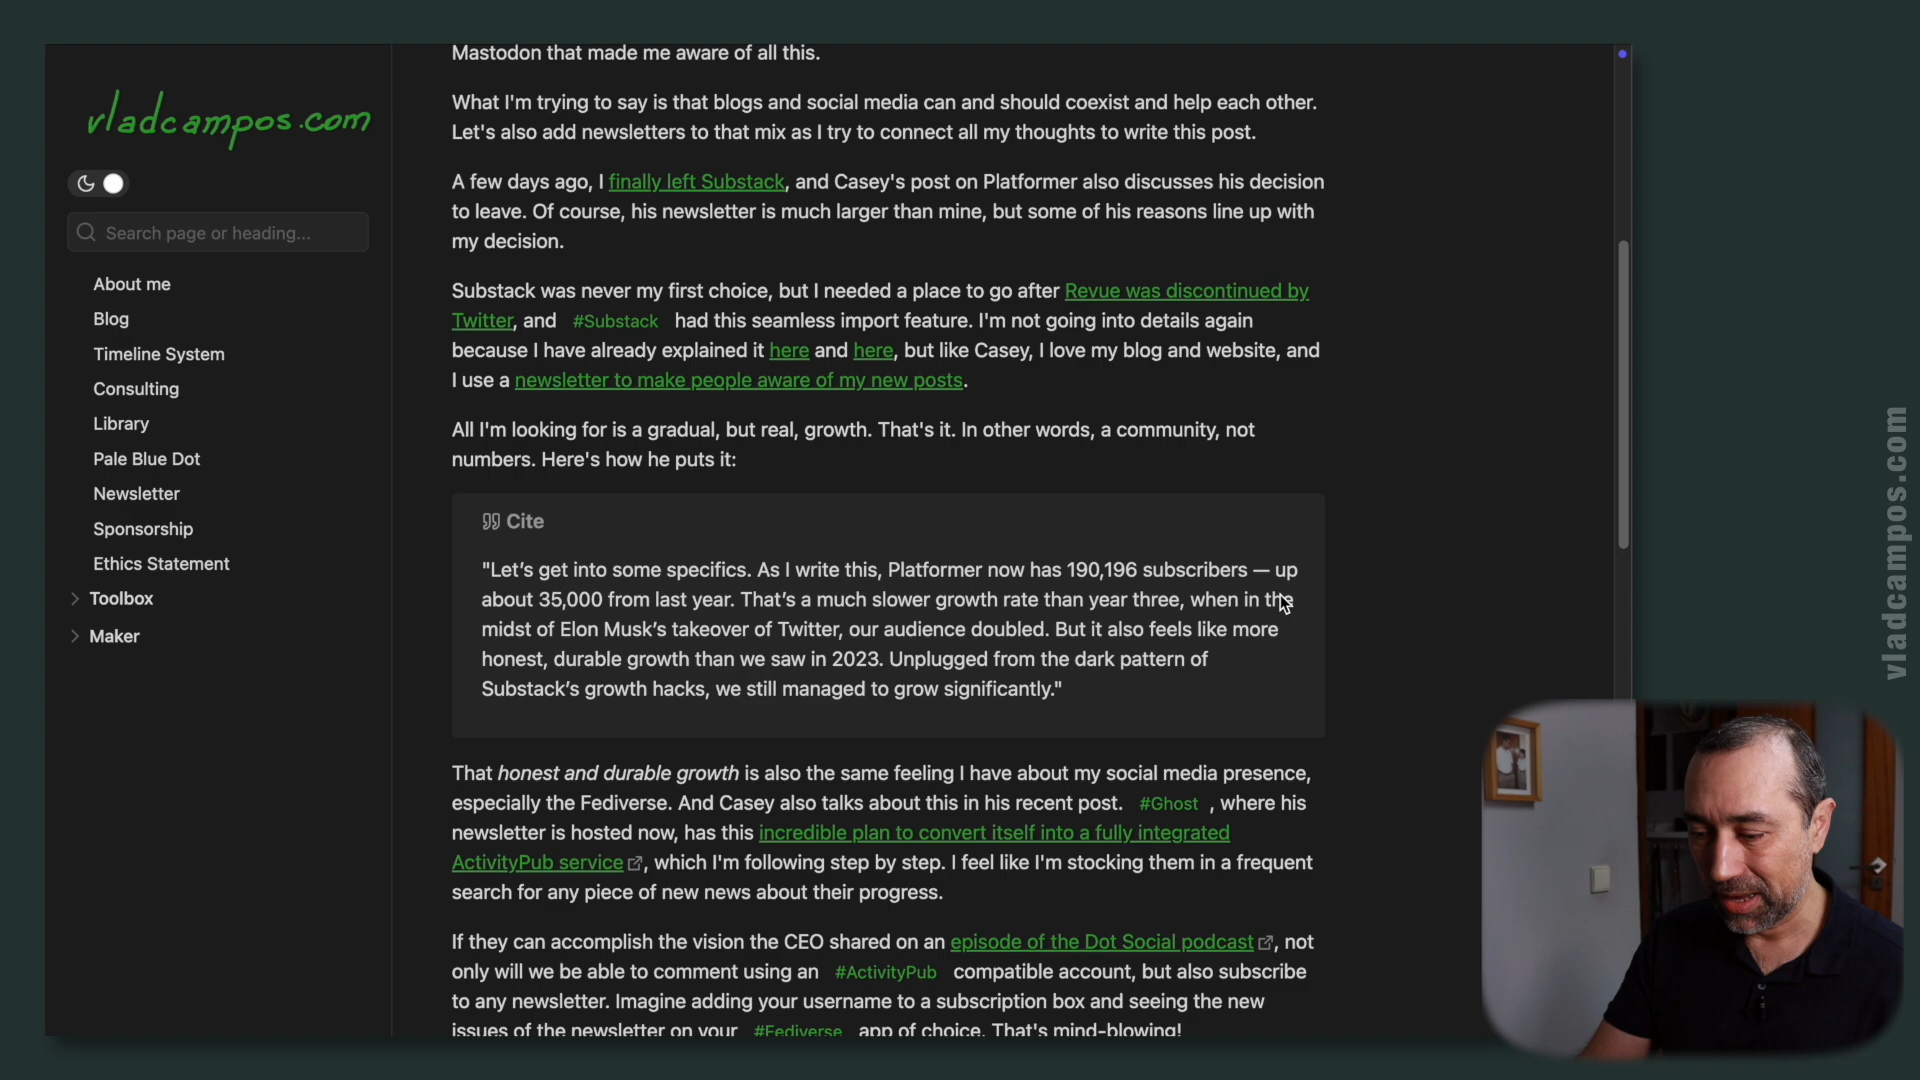 vladcampos.com
Search page or heading...
About me
Blog
Timeline System
Consulting
Library
Pale Blue Dot
Newsletter
Sponsorship
Ethics Statement
Toolbox
Maker
Mastodon that made me aware of all this.
What I'm trying to say is that blogs and social media can and should coexist and help each other.
Let's also add newsletters to that mix as I try to connect all my thoughts to write this post.
A few days ago, I finally left Substack, and Casey's post on Platformer also discusses his decision
to leave. Of course, his newsletter is much larger than mine, but some of his reasons line up with
my decision.
Substack was never my first choice, but I needed a place to go after Revue was discontinued by
Twitter, and #Substack had this seamless import feature. I'm not going into details again
because I have already explained it here and here, but like Casey, I love my blog and website, and
I use a newsletter to make people aware of my new posts.
All I'm looking for is a gradual, but real, growth. That's it. In other words, a community, not
numbers. Here's how he puts it:
Cite
"Let’s get into some specifics. As I write this, Platformer now has 190,196 subscribers — up
about 35,000 from last year. That’s a much slower growth rate than year three, when in the
midst of Elon Musk’s takeover of Twitter, our audience doubled. But it also feels like more
honest, durable growth than we saw in 2023. Unplugged from the dark pattern of
Substack’s growth hacks, we still managed to grow significantly."
That honest and durable growth is also the same feeling I have about my social media presence,
especially the Fediverse. And Casey also talks about this in his recent post. #Ghost , where his
newsletter is hosted now, has this incredible plan to convert itself into a fully integrated
ActivityPub service, which I'm following step by step. I feel like I'm stocking them in a frequent
search for any piece of new news about their progress.
If they can accomplish the vision the CEO shared on an episode of the Dot Social podcast, not
only will we be able to comment using an #ActivityPub compatible account, but also subscribe
to any newsletter. Imagine adding your username to a subscription box and seeing the new
issues of the newsletter on your #Fediverse app of choice. That's mind-blowing!
vladcampos.com